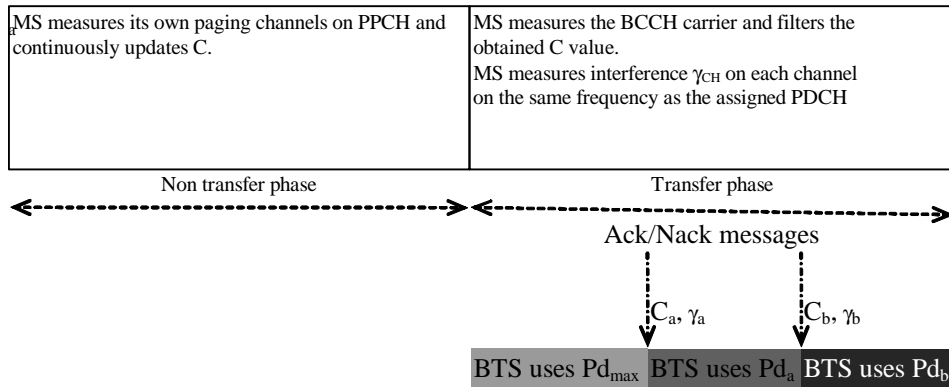 a
MS measures its own paging channels on PPCH and
continuously updates C.
MS measures the BCCH carrier and filters the
obtained C value.
MS measures interference γCH on each channel
on the same frequency as the assigned PDCH
Non transfer phase
Transfer phase
Ack/Nack messages
Ca, γa
Cb, γb
BTS uses Pdmax
BTS uses Pda
BTS uses Pdb